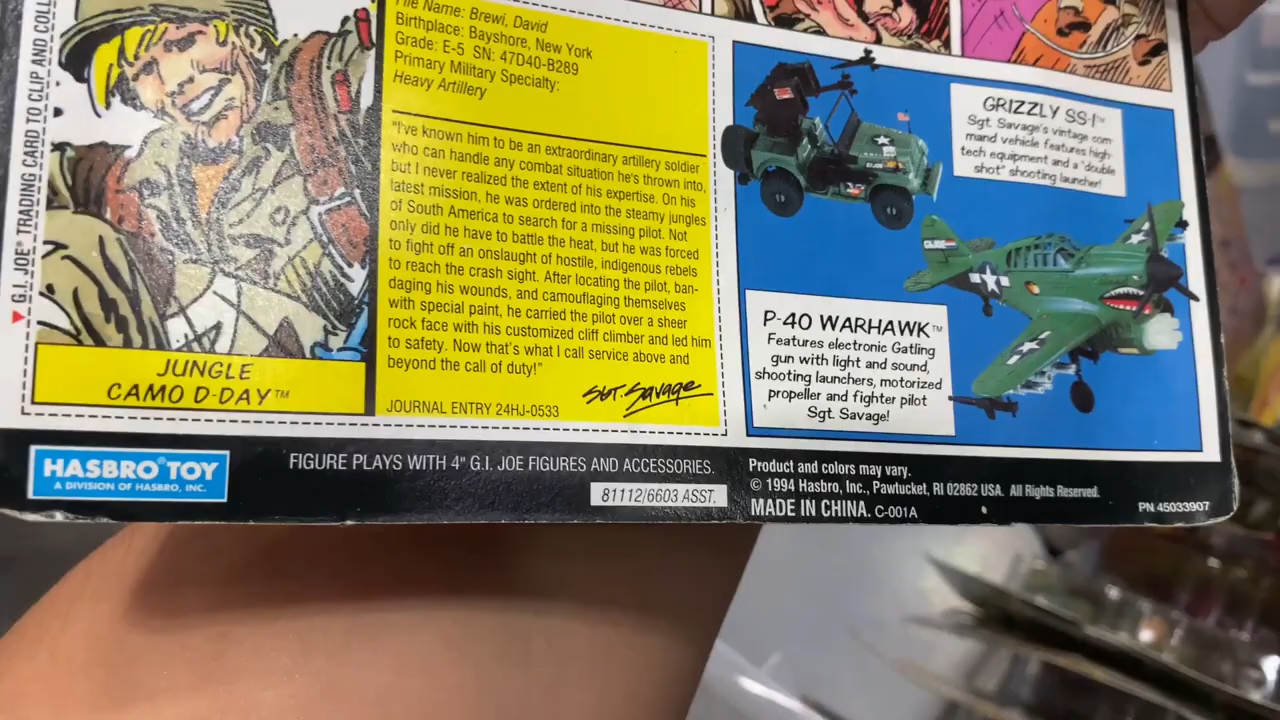 ▼ G.I. JOE® TRADING CARD TO CLIP AND COLL
File Name: Brewi, David
Birthplace: Bayshore, New York
Grade: E-5 SN: 47D40-B289
Primary Military Specialty:
Heavy Artillery
"I've known him to be an extraordinary artillery soldier
who can handle any combat situation he's thrown into,
but I never realized the extent of his expertise. On his
latest mission, he was ordered into the steamy jungles
of South America to search for a missing pilot. Not
only did he have to battle the heat, but he was forced
to fight off an onslaught of hostile, indigenous rebels
to reach the crash sight. After locating the pilot, ban-
daging his wounds, and camouflaging themselves
with special paint, he carried the pilot over a sheer
rock face with his customized cliff climber and led him
to safety. Now that's what I call service above and
beyond the call of duty!"
Sgt. Savage
JOURNAL ENTRY 24HJ-0533
JUNGLE
CAMO D-DAY™
GRIZZLY SS-1™
Sgt. Savage's vintage com-
mand vehicle features high-
tech equipment and a "double
shot" shooting launcher!
P-40 WARHAWK™
Features electronic Gatling
gun with light and sound,
shooting launchers, motorized
propeller and fighter pilot
Sgt. Savage!
HASBRO® TOY
A DIVISION OF HASBRO, INC.
FIGURE PLAYS WITH 4" G.I. JOE FIGURES AND ACCESSORIES.
81112/6603 ASST.
Product and colors may vary.
© 1994 Hasbro, Inc., Pawtucket, RI 02862 USA. All Rights Reserved.
MADE IN CHINA. C-001A
PN 45033907